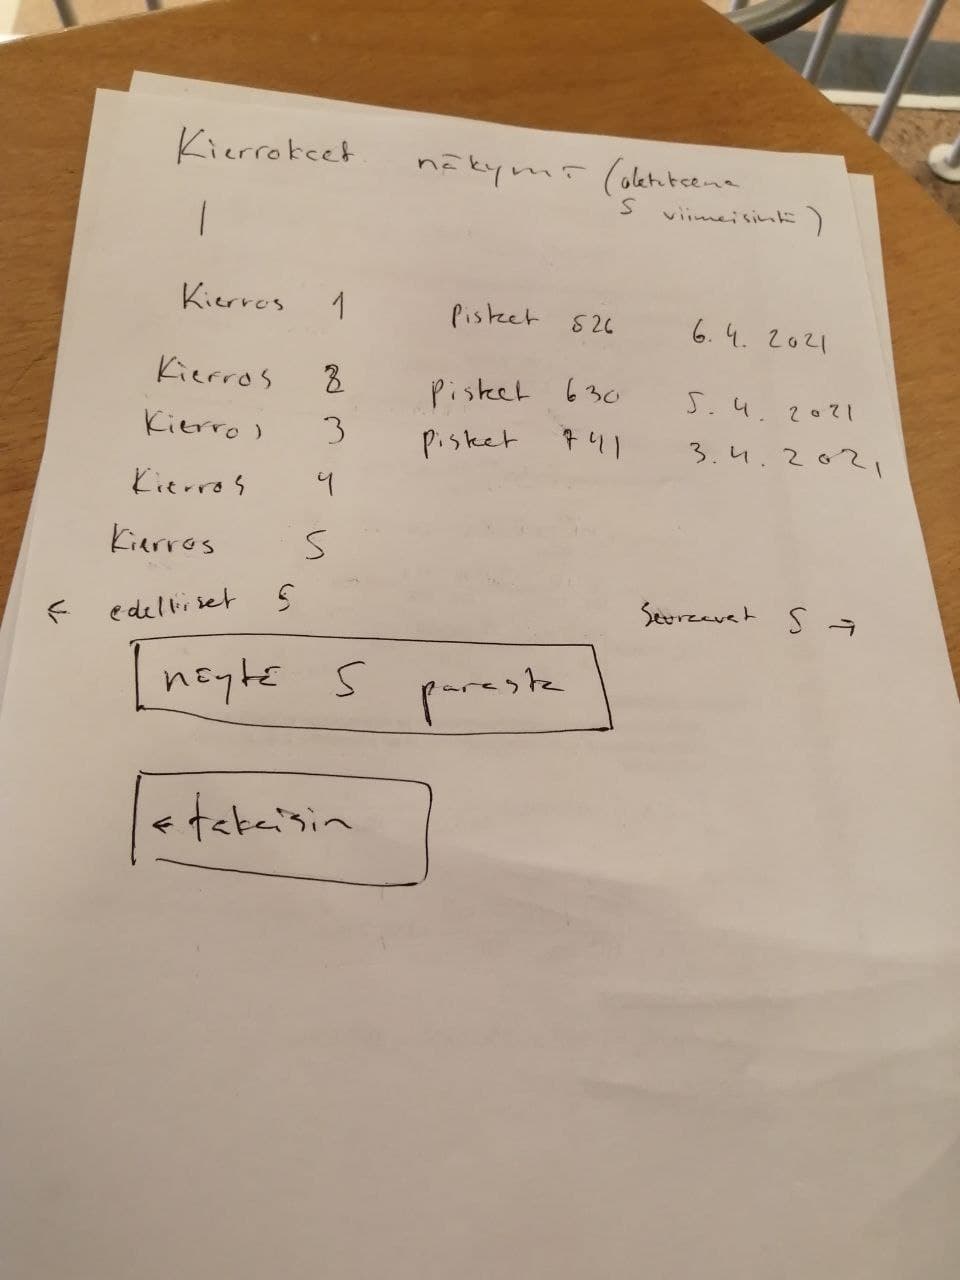 Kierrokset näkymä (oletuksena
5 viimeisintä)
Kierros 1 Pisteet 526 6.4.2021
Kierros 2 Pisteet 630 5.4.2021
Kierros 3 Pisteet 741 3.4.2021
Kierros 4
Kierros 5
← edelliset 5 Seuraavat 5 →
näytä 5 parasta
← takaisin